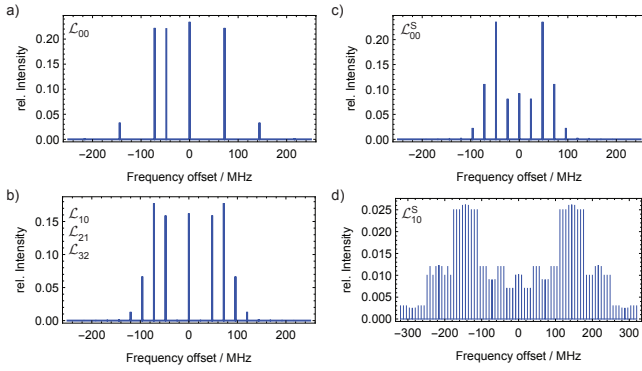 a)
ℒ00
rel. Intensity
0.20
0.15
0.10
0.05
0.00
−200 −100 0 100 200
Frequency offset / MHz
c)
ℒ00^S
rel. Intensity
0.20
0.15
0.10
0.05
0.00
−200 −100 0 100 200
Frequency offset / MHz
b)
ℒ10
ℒ21
ℒ32
rel. Intensity
0.15
0.10
0.05
0.00
−200 −100 0 100 200
Frequency offset / MHz
d)
ℒ10^S
rel. Intensity
0.025
0.020
0.015
0.010
0.005
0.000
−300 −200 −100 0 100 200 300
Frequency offset / MHz